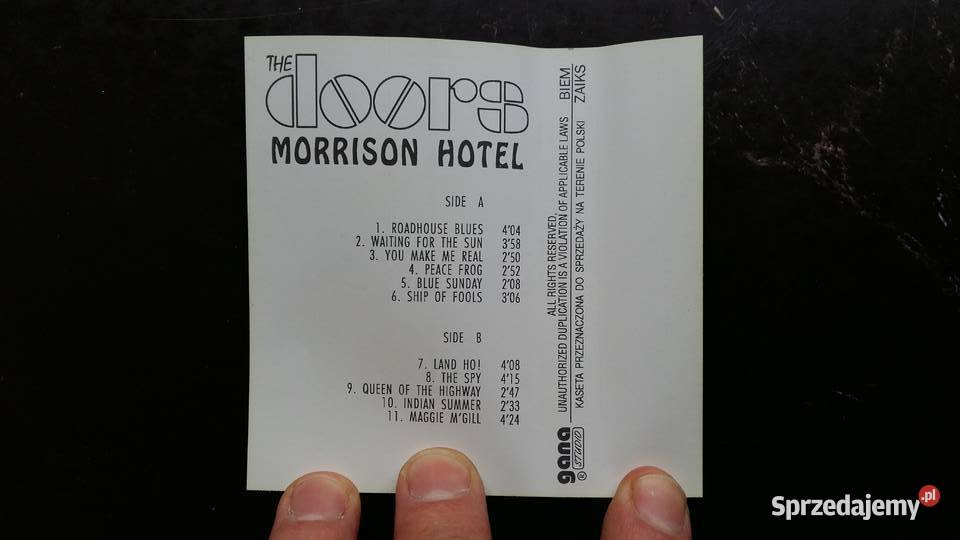 THE
doors
MORRISON HOTEL
SIDE A
1. ROADHOUSE BLUES 4'04
2. WAITING FOR THE SUN 3'58
3. YOU MAKE ME REAL 2'50
4. PEACE FROG 2'52
5. BLUE SUNDAY 2'08
6. SHIP OF FOOLS 3'06
SIDE B
7. LAND HO! 4'08
8. THE SPY 4'15
9. QUEEN OF THE HIGHWAY 2'47
10. INDIAN SUMMER 2'33
11. MAGGIE M'GILL 4'24
ALL RIGHTS RESERVED,
UNAUTHORIZED DUPLICATION IS A VIOLATION OF APPLICABLE LAWS
KASETA PRZEZNACZONA DO SPRZEDAŻY NA TERENIE POLSKI
BIEM
ZAIKS
gana
STUDIO ®
Sprzedajemy.pl